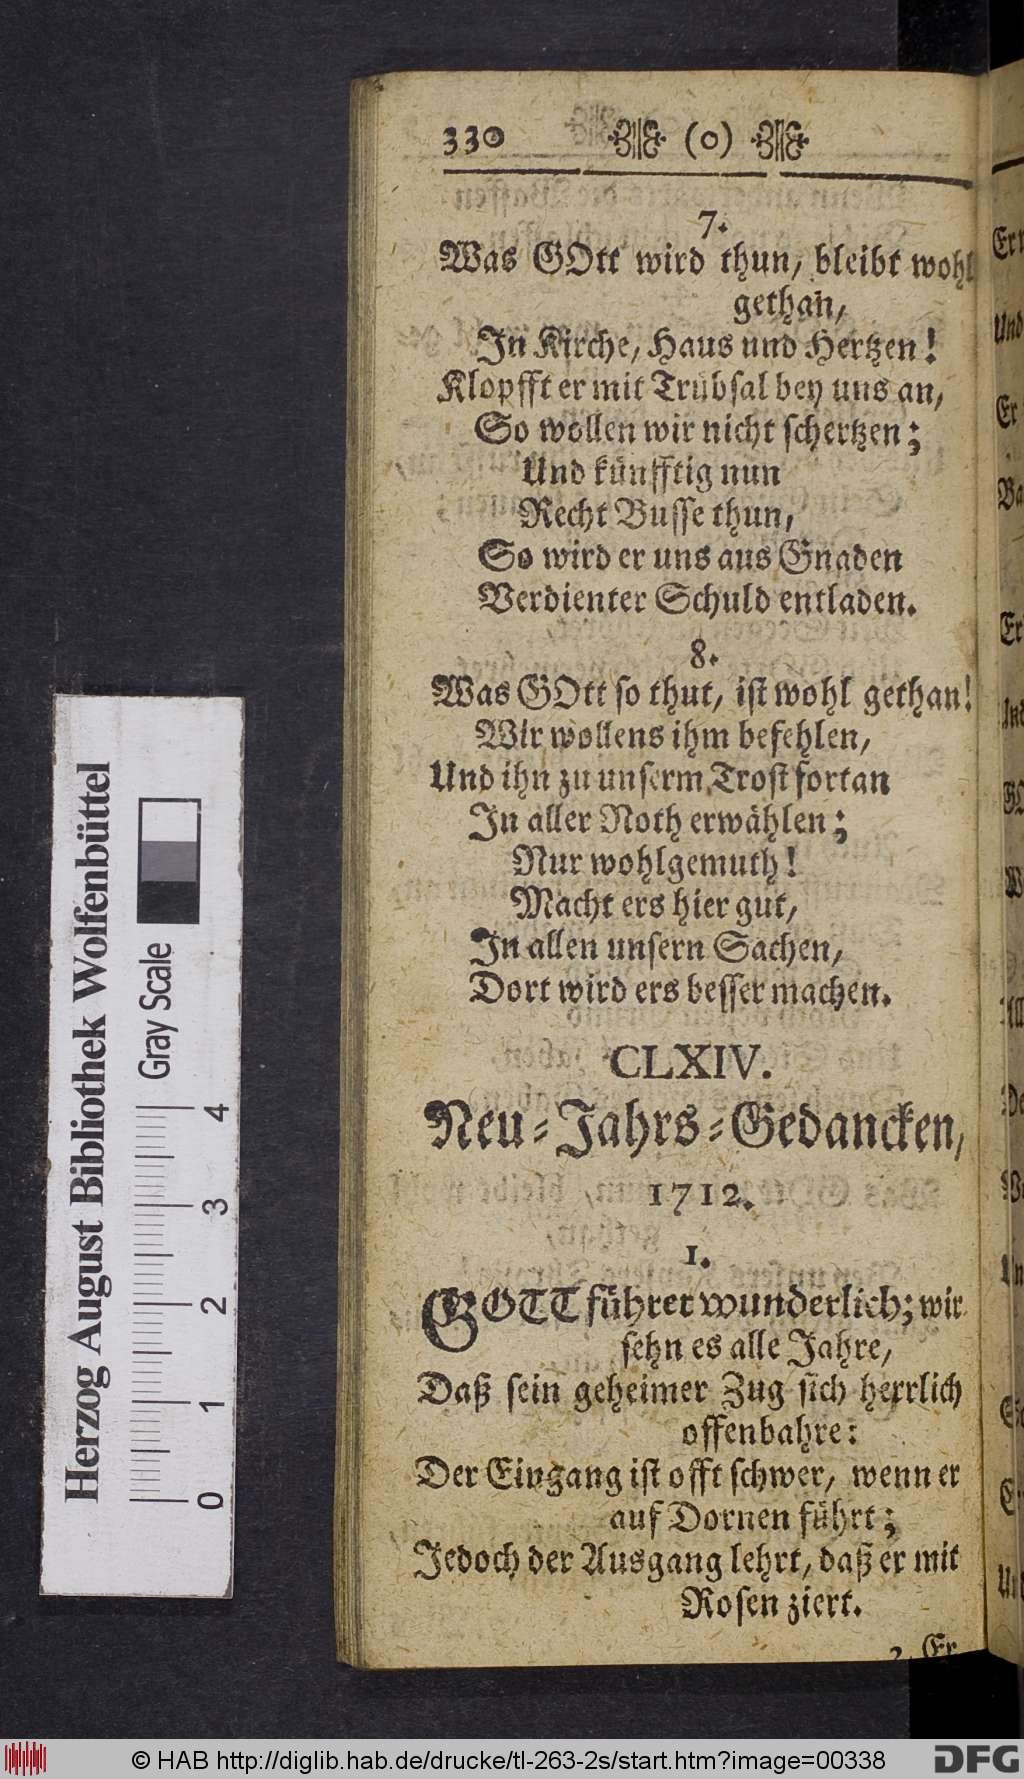 330 (o)
7.
Was GOtt wird thun, bleibt wohl
gethan,
In Kirche, Haus und Hertzen!
Klopfft er mit Trübsal bey uns an,
So wollen wir nicht schertzen;
Und künfftig nun
Recht Busse thun,
So wird er uns aus Gnaden
Verdienter Schuld entladen.
8.
Was GOtt so thut, ist wohl gethan!
Wir wollens ihm befehlen,
Und ihn zu unserm Trost fortan
In aller Noth erwählen;
Nur wohlgemuth!
Macht ers hier gut,
In allen unsern Sachen,
Dort wird ers besser machen.
CLXIV.
Neu-Jahrs-Gedancken,
1712.
1.
GOTT führet wunderlich; wir
sehn es alle Jahre,
Daß sein geheimer Zug sich herrlich
offenbahre:
Der Eingang ist offt schwer, wenn er
auf Dornen führt;
Jedoch der Ausgang lehrt, daß er mit
Rosen ziert.
2. Er
Herzog August Bibliothek Wolfenbüttel
Gray Scale
0 1 2 3 4
© HAB http://diglib.hab.de/drucke/tl-263-2s/start.htm?image=00338
DFG